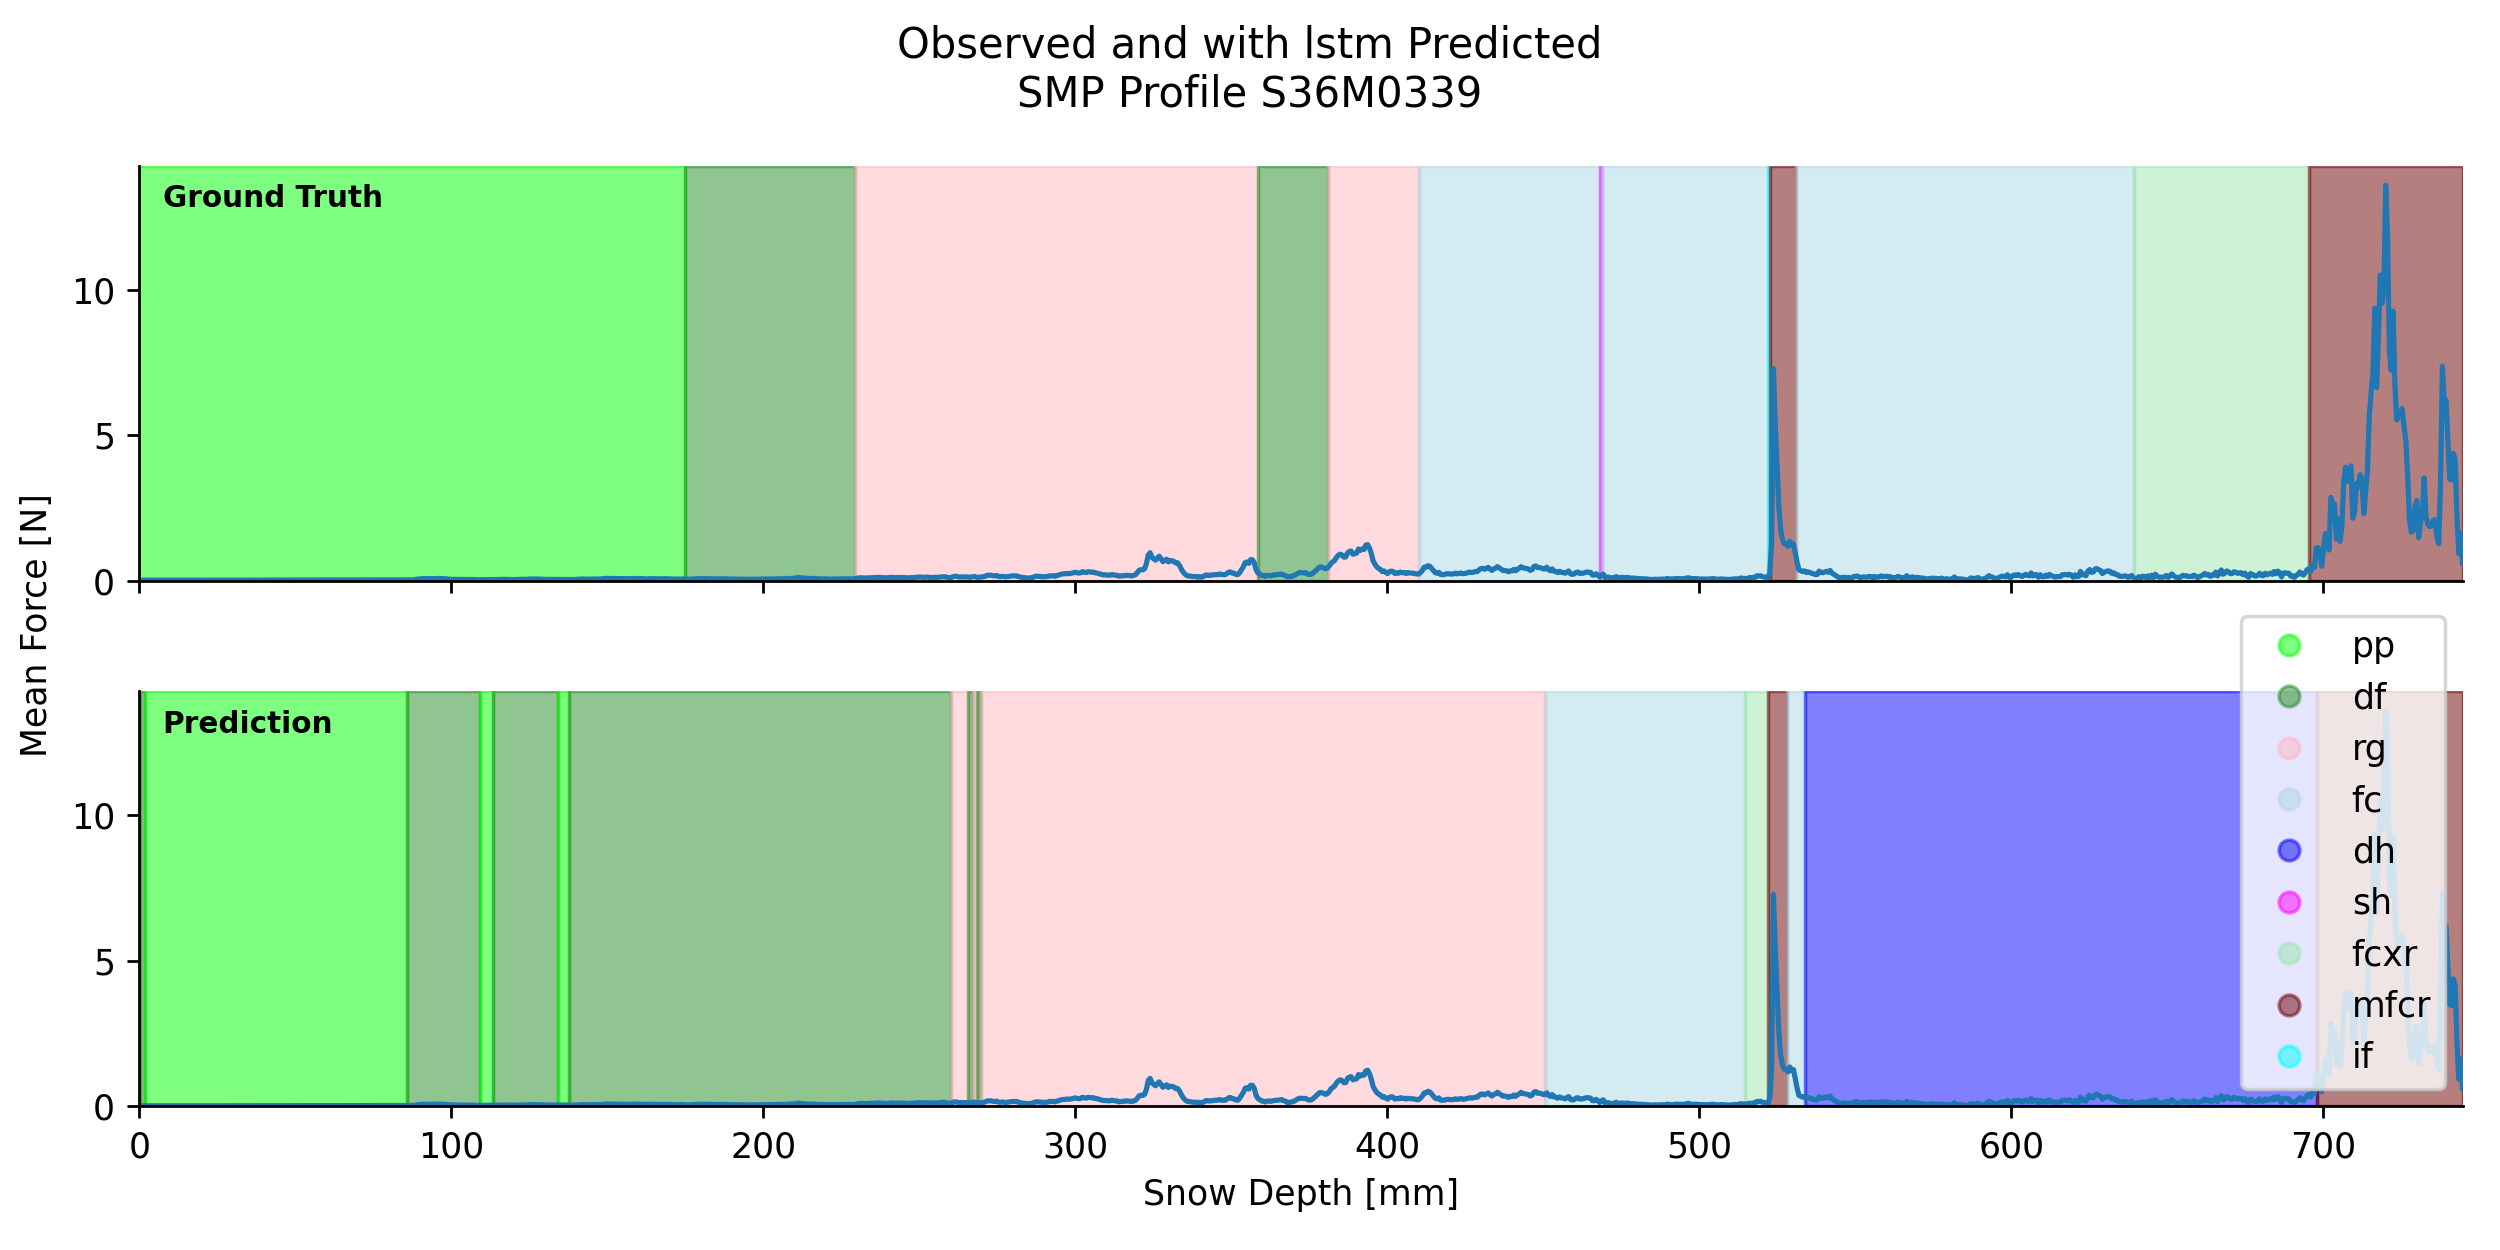 Observed and with lstm Predicted
SMP Profile S36M0339
Ground Truth
10
5
0
Mean Force [N]
Prediction
10
5
0
pp
df
rg
fc
dh
sh
fcxr
mfcr
if
0 100 200 300 400 500 600 700
Snow Depth [mm]